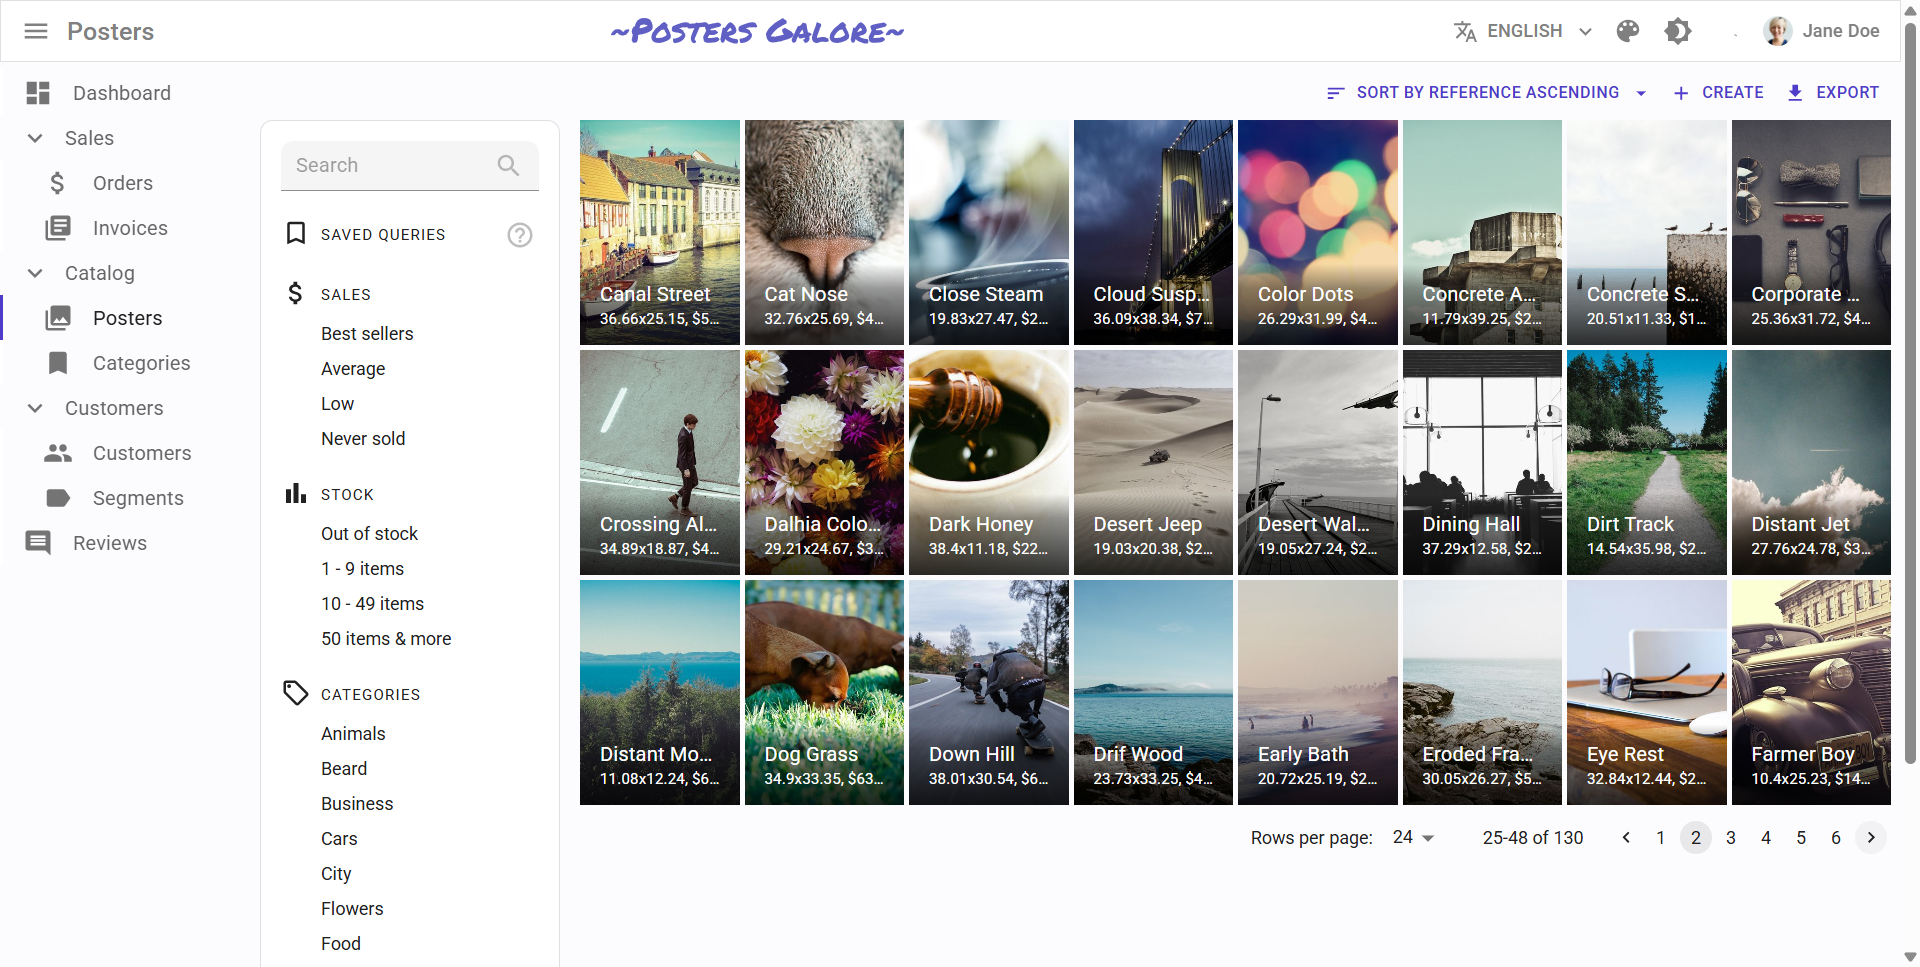 Posters
~Posters Galore~
ENGLISH
Jane Doe
Dashboard
Sales
Orders
Invoices
Catalog
Posters
Categories
Customers
Customers
Segments
Reviews
SORT BY REFERENCE ASCENDING
CREATE
EXPORT
Search
SAVED QUERIES
SALES
Best sellers
Average
Low
Never sold
STOCK
Out of stock
1 - 9 items
10 - 49 items
50 items & more
CATEGORIES
Animals
Beard
Business
Cars
City
Flowers
Food
Canal Street
36.66x25.15, $5...
Cat Nose
32.76x25.69, $4...
Close Steam
19.83x27.47, $2...
Cloud Susp...
36.09x38.34, $7...
Color Dots
26.29x31.99, $4...
Concrete A...
11.79x39.25, $2...
Concrete S...
20.51x11.33, $1...
Corporate ...
25.36x31.72, $4...
Crossing Al...
34.89x18.87, $4...
Dalhia Colo...
29.21x24.67, $3...
Dark Honey
38.4x11.18, $22...
Desert Jeep
19.03x20.38, $2...
Desert Wal...
19.05x27.24, $2...
Dining Hall
37.29x12.58, $2...
Dirt Track
14.54x35.98, $2...
Distant Jet
27.76x24.78, $3...
Distant Mo...
11.08x12.24, $6...
Dog Grass
34.9x33.35, $63...
Down Hill
38.01x30.54, $6...
Drif Wood
23.73x33.25, $4...
Early Bath
20.72x25.19, $2...
Eroded Fra...
30.05x26.27, $5...
Eye Rest
32.84x12.44, $2...
Farmer Boy
10.4x25.23, $14...
Rows per page: 24 25-48 of 130 1 2 3 4 5 6